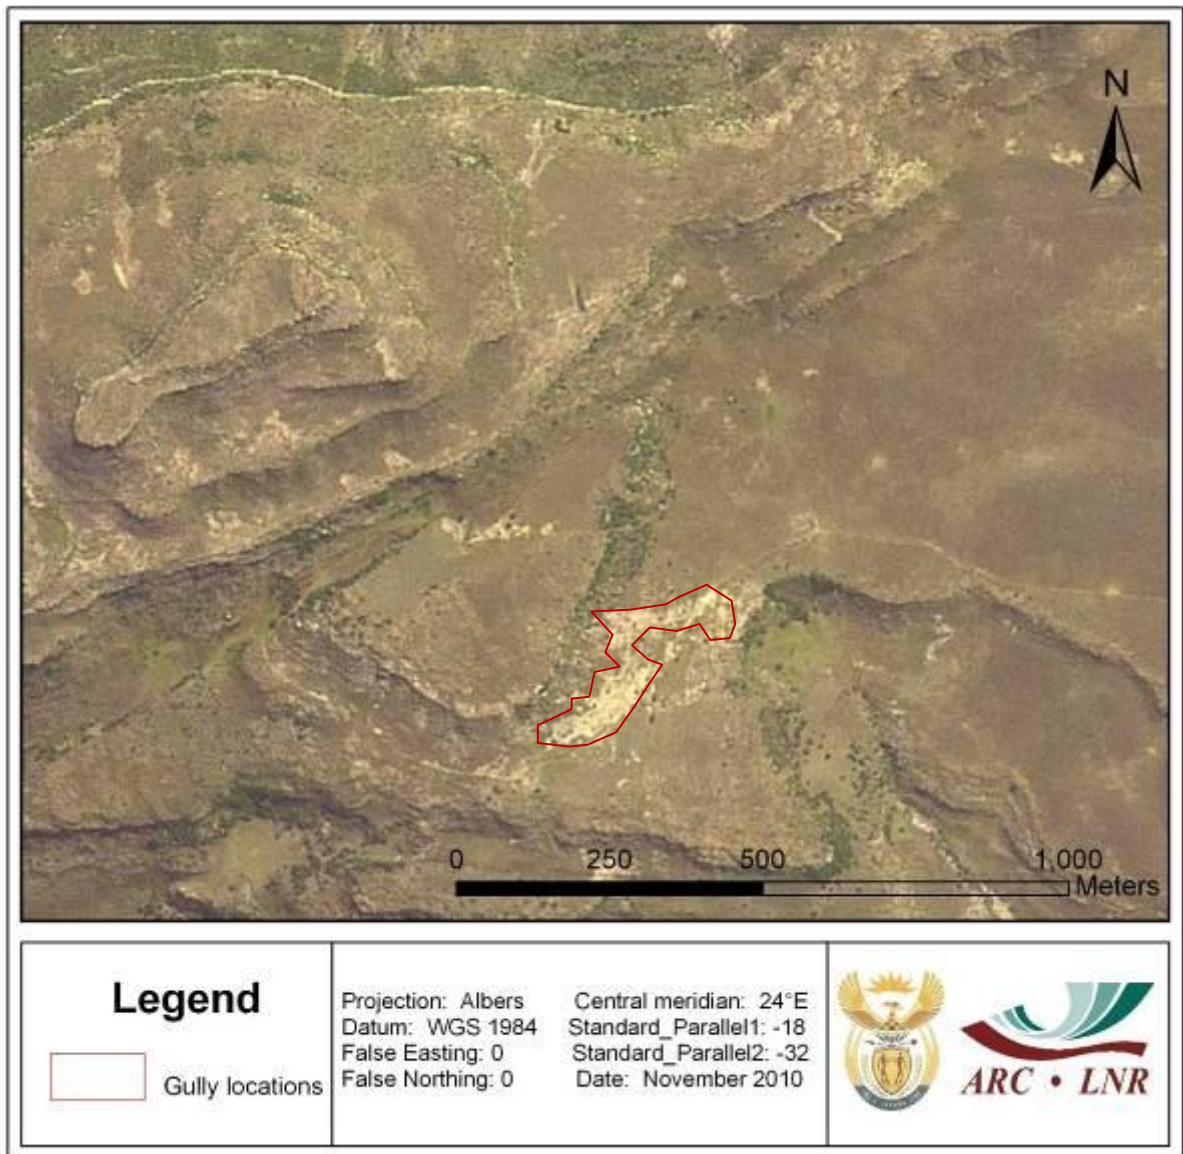 N
0 250 500 1,000
Meters
Legend
Gully locations
Projection: Albers
Datum: WGS 1984
False Easting: 0
False Northing: 0
Central meridian: 24°E
Standard_Parallel1: -18
Standard_Parallel2: -32
Date: November 2010
ARC • LNR